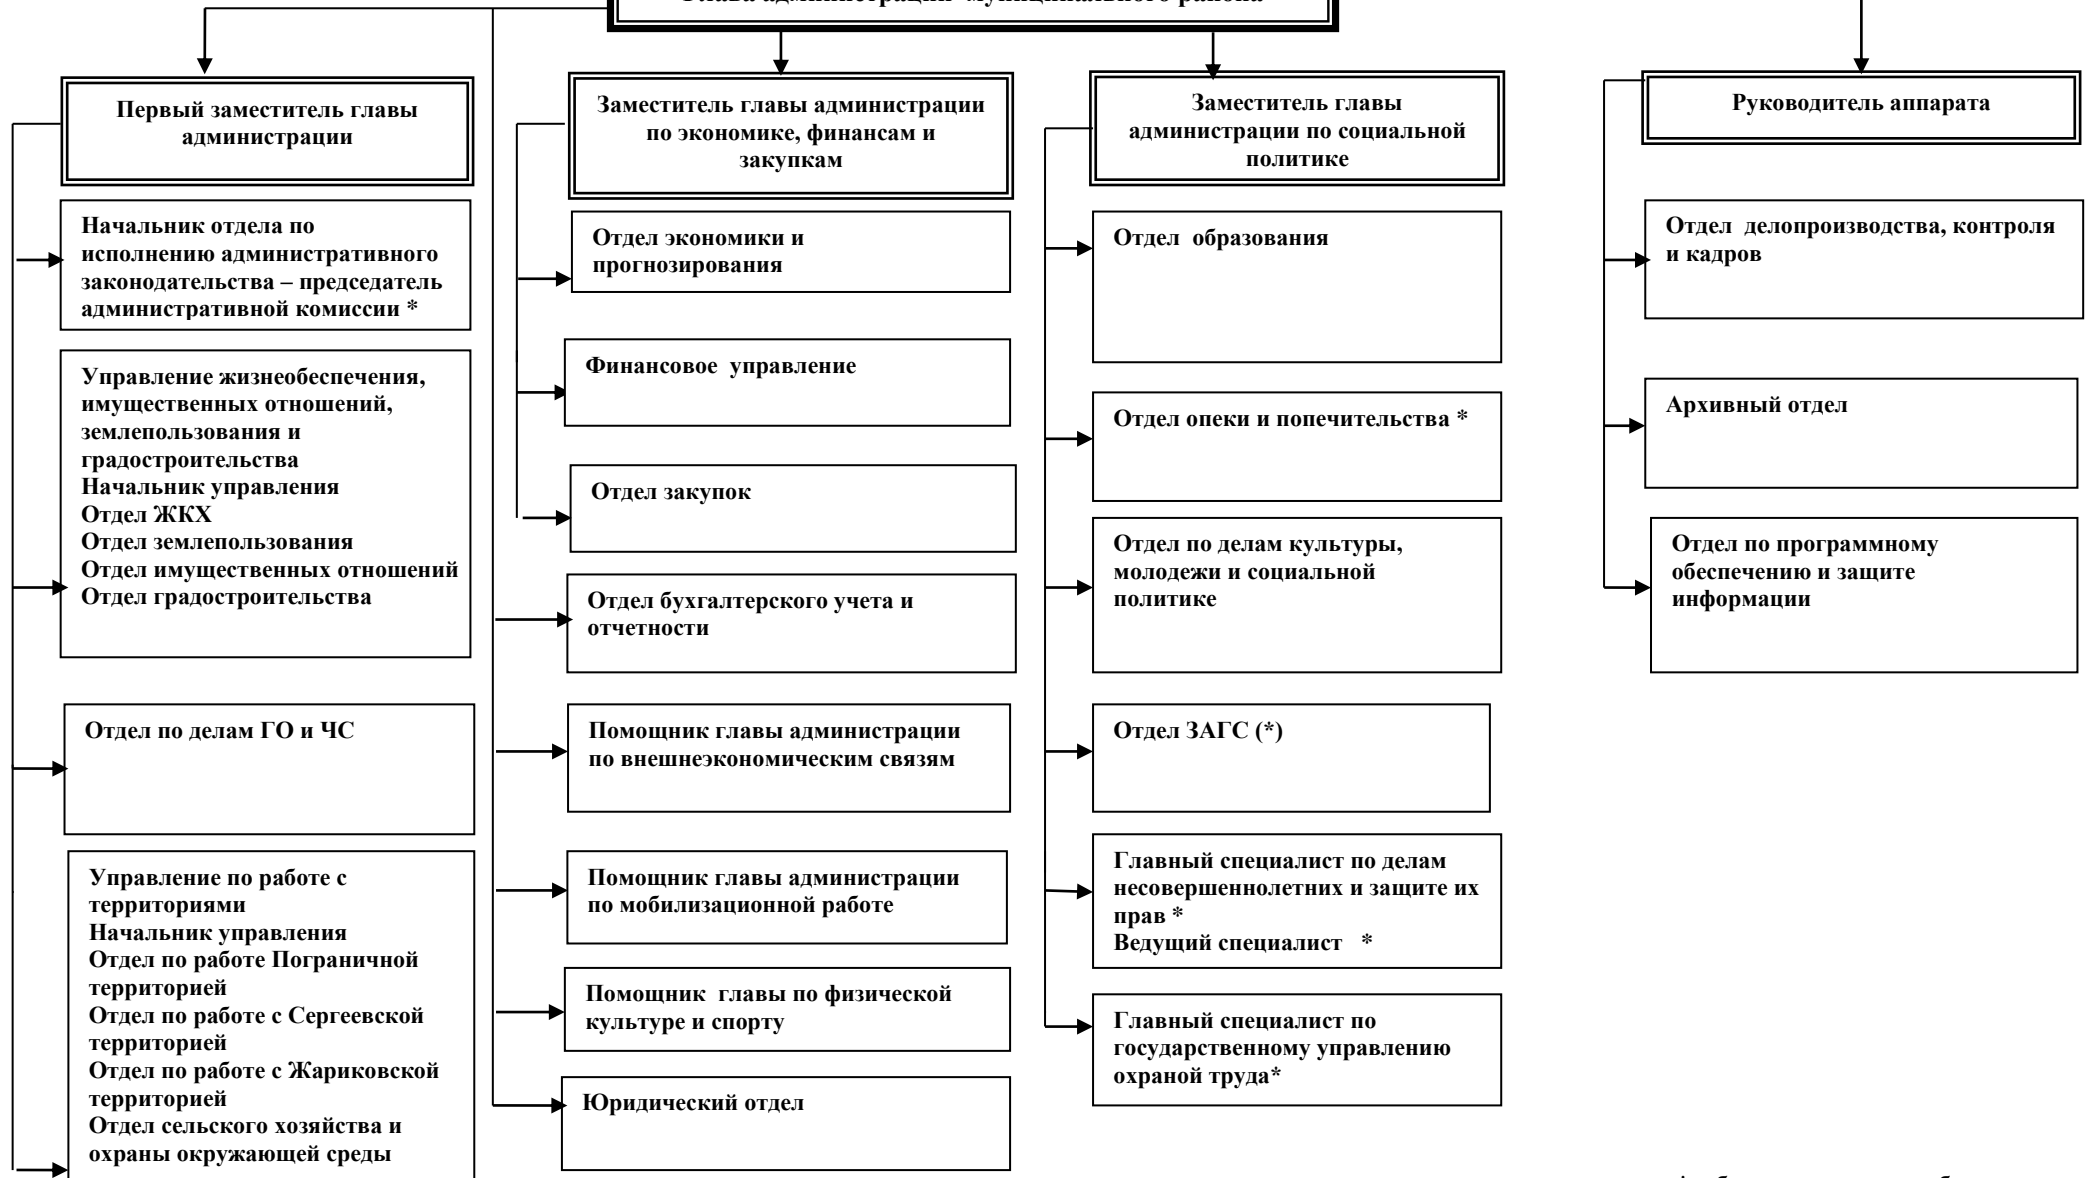 Первый заместитель главы
администрации
Начальник отдела по
исполнению административного
законодательства – председатель
административной комиссии *
Управление жизнеобеспечения,
имущественных отношений,
землепользования и
градостроительства
Начальник управления
Отдел ЖКХ
Отдел землепользования
Отдел имущественных отношений
Отдел градостроительства
Отдел по делам ГО и ЧС
Управление по работе с
территориями
Начальник управления
Отдел по работе Пограничной
территорией
Отдел по работе с Сергеевской
территорией
Отдел по работе с Жариковской
территорией
Отдел сельского хозяйства и
охраны окружающей среды
Заместитель главы администрации
по экономике, финансам и
закупкам
Отдел экономики и
прогнозирования
Финансовое управление
Отдел закупок
Отдел бухгалтерского учета и
отчетности
Помощник главы администрации
по внешнеэкономическим связям
Помощник главы администрации
по мобилизационной работе
Помощник главы по физической
культуре и спорту
Юридический отдел
Заместитель главы
администрации по социальной
политике
Отдел образования
Отдел опеки и попечительства *
Отдел по делам культуры,
молодежи и социальной
политике
Отдел ЗАГС (*)
Главный специалист по делам
несовершеннолетних и защите их
прав *
Ведущий специалист *
Главный специалист по
государственному управлению
охраной труда*
Руководитель аппарата
Отдел делопроизводства, контроля
и кадров
Архивный отдел
Отдел по программному
обеспечению и защите
информации